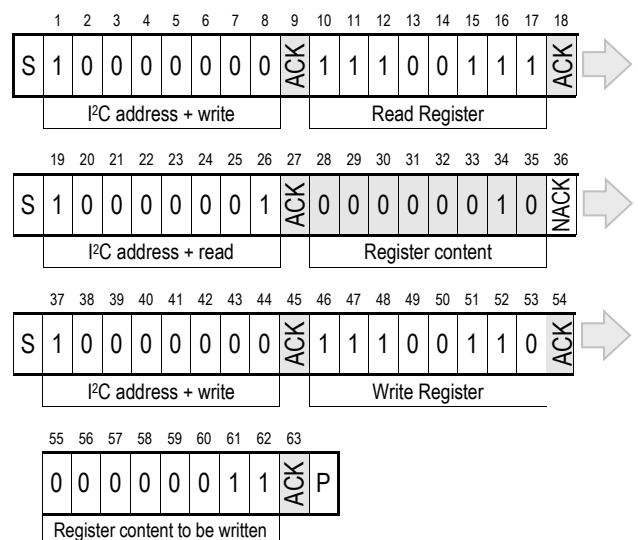 1 2 3 4 5 6 7 8 9 10 11 12 13 14 15 16 17 18
S 1 0 0 0 0 0 0 0 ACK 1 1 1 0 0 1 1 1 ACK
I²C address + write Read Register
19 20 21 22 23 24 25 26 27 28 29 30 31 32 33 34 35 36
S 1 0 0 0 0 0 0 1 ACK 0 0 0 0 0 0 1 0 NACK
I²C address + read Register content
37 38 39 40 41 42 43 44 45 46 47 48 49 50 51 52 53 54
S 1 0 0 0 0 0 0 0 ACK 1 1 1 0 0 1 1 0 ACK
I²C address + write Write Register
55 56 57 58 59 60 61 62 63
0 0 0 0 0 0 1 1 ACK P
Register content to be written